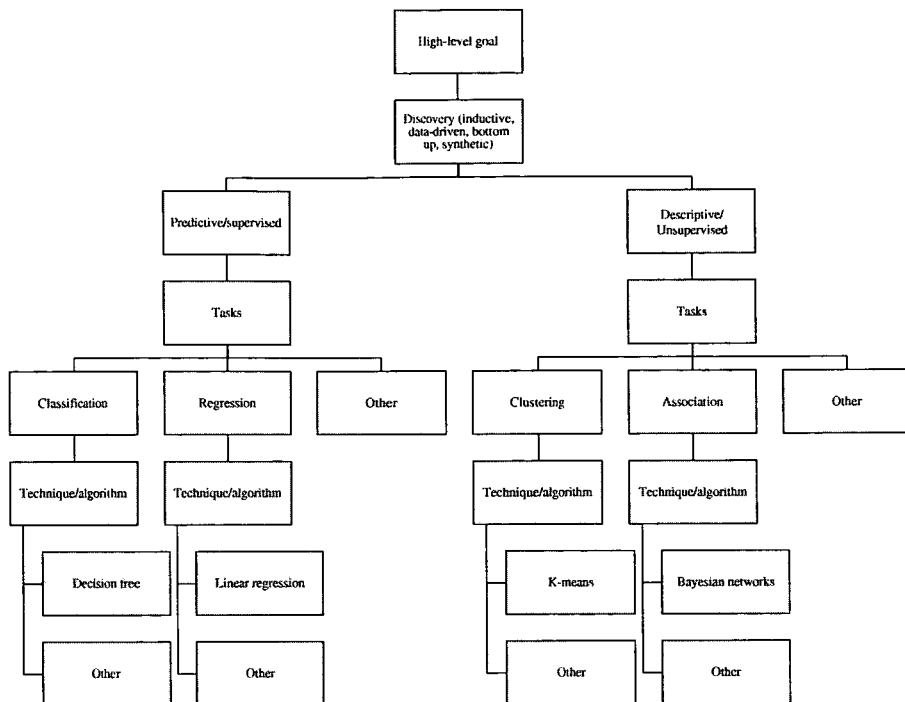 High-level goal
Discovery (inductive,
data-driven, bottom
up, synthetic)
Predictive/supervised
Descriptive/
Unsupervised
Tasks
Tasks
Classification
Regression
Other
Clustering
Association
Other
Technique/algorithm
Technique/algorithm
Technique/algorithm
Technique/algorithm
Decision tree
Linear regression
K-means
Bayesian networks
Other
Other
Other
Other